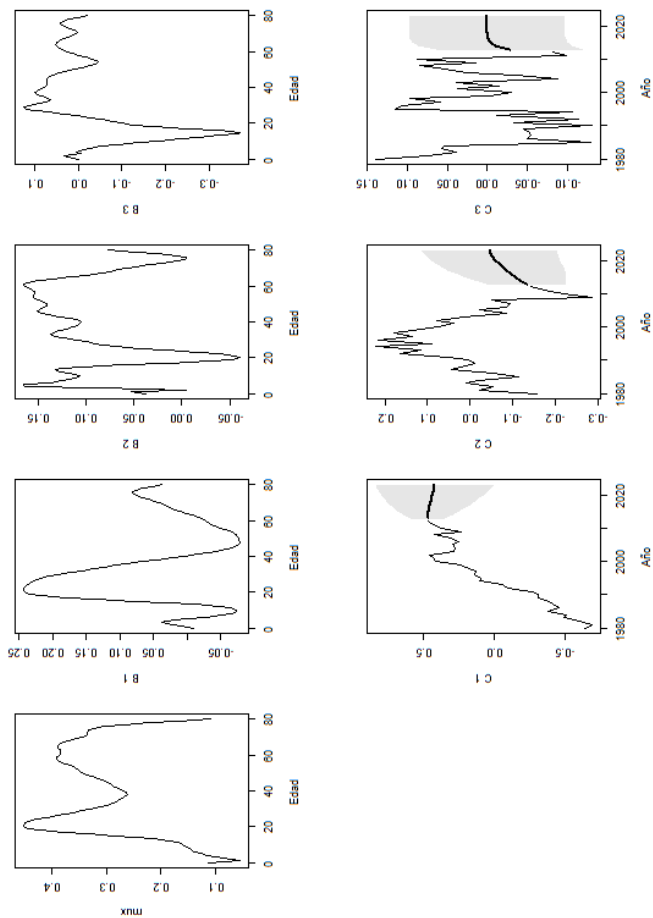 mux
0.1 0.2 0.3 0.4
0 20 40 60 80
Edad
B 1
-0.05 0.05 0.10 0.15 0.20 0.25
0 20 40 60 80
Edad
B 2
-0.05 0.00 0.05 0.10 0.15
0 20 40 60 80
Edad
B 3
-0.3 -0.2 -0.1 0.0 0.1
0 20 40 60 80
Edad
C 1
-0.5 0.0 0.5
1980 2000 2020
Año
C 2
-0.3 -0.2 -0.1 0.0 0.1 0.2
1980 2000 2020
Año
C 3
-0.10 -0.05 0.00 0.05 0.10 0.15
1980 2000 2020
Año